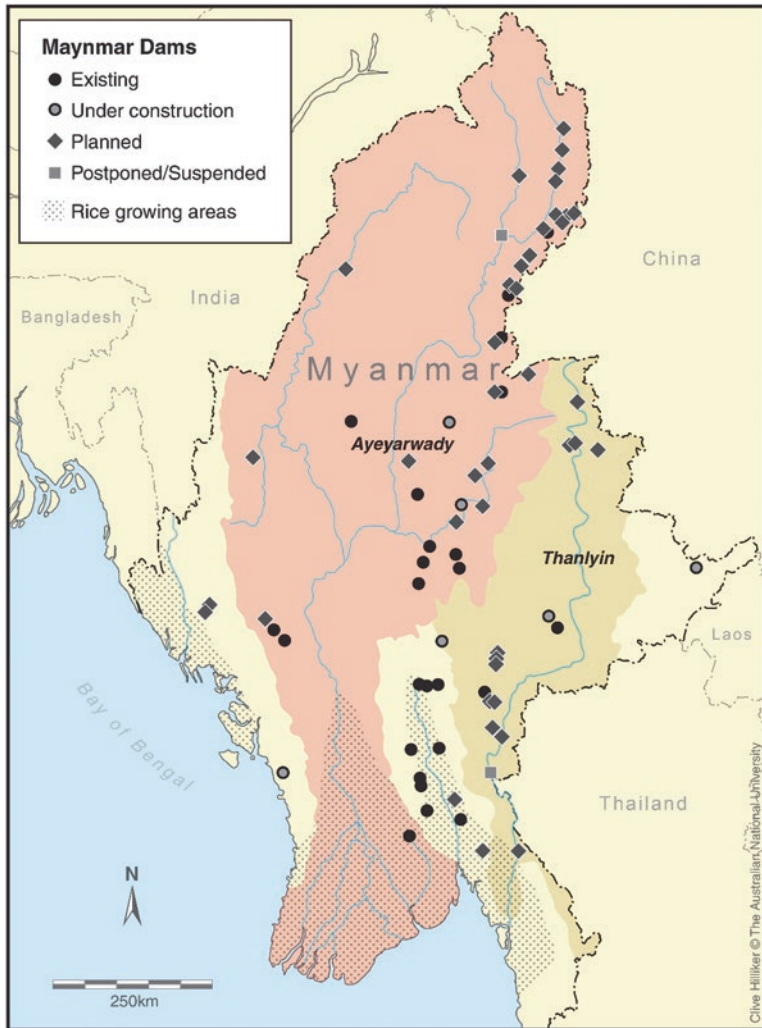 Maynmar Dams
Existing
Under construction
Planned
Postponed/Suspended
Rice growing areas
China
India
Bangladesh
Myanmar
Ayeyarwady
Thanlyin
Laos
Bay of Bengal
Thailand
N
250km
Clive Hilliker © The Australian National University